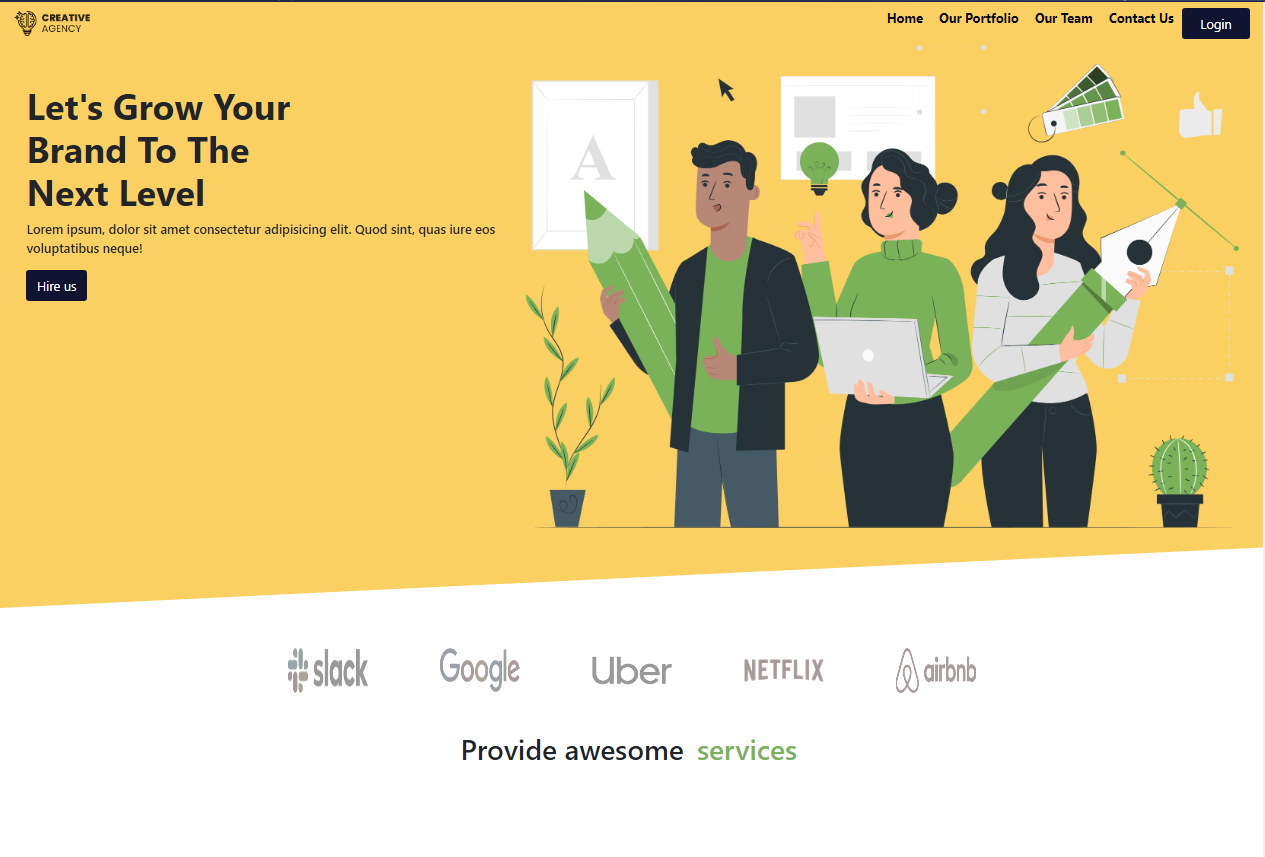 CREATIVE
AGENCY
Home Our Portfolio Our Team Contact Us Login
Let's Grow Your
Brand To The
Next Level
Lorem ipsum, dolor sit amet consectetur adipisicing elit. Quod sint, quas iure eos
voluptatibus neque!
Hire us
A
slack Google Uber NETFLIX airbnb
Provide awesome services